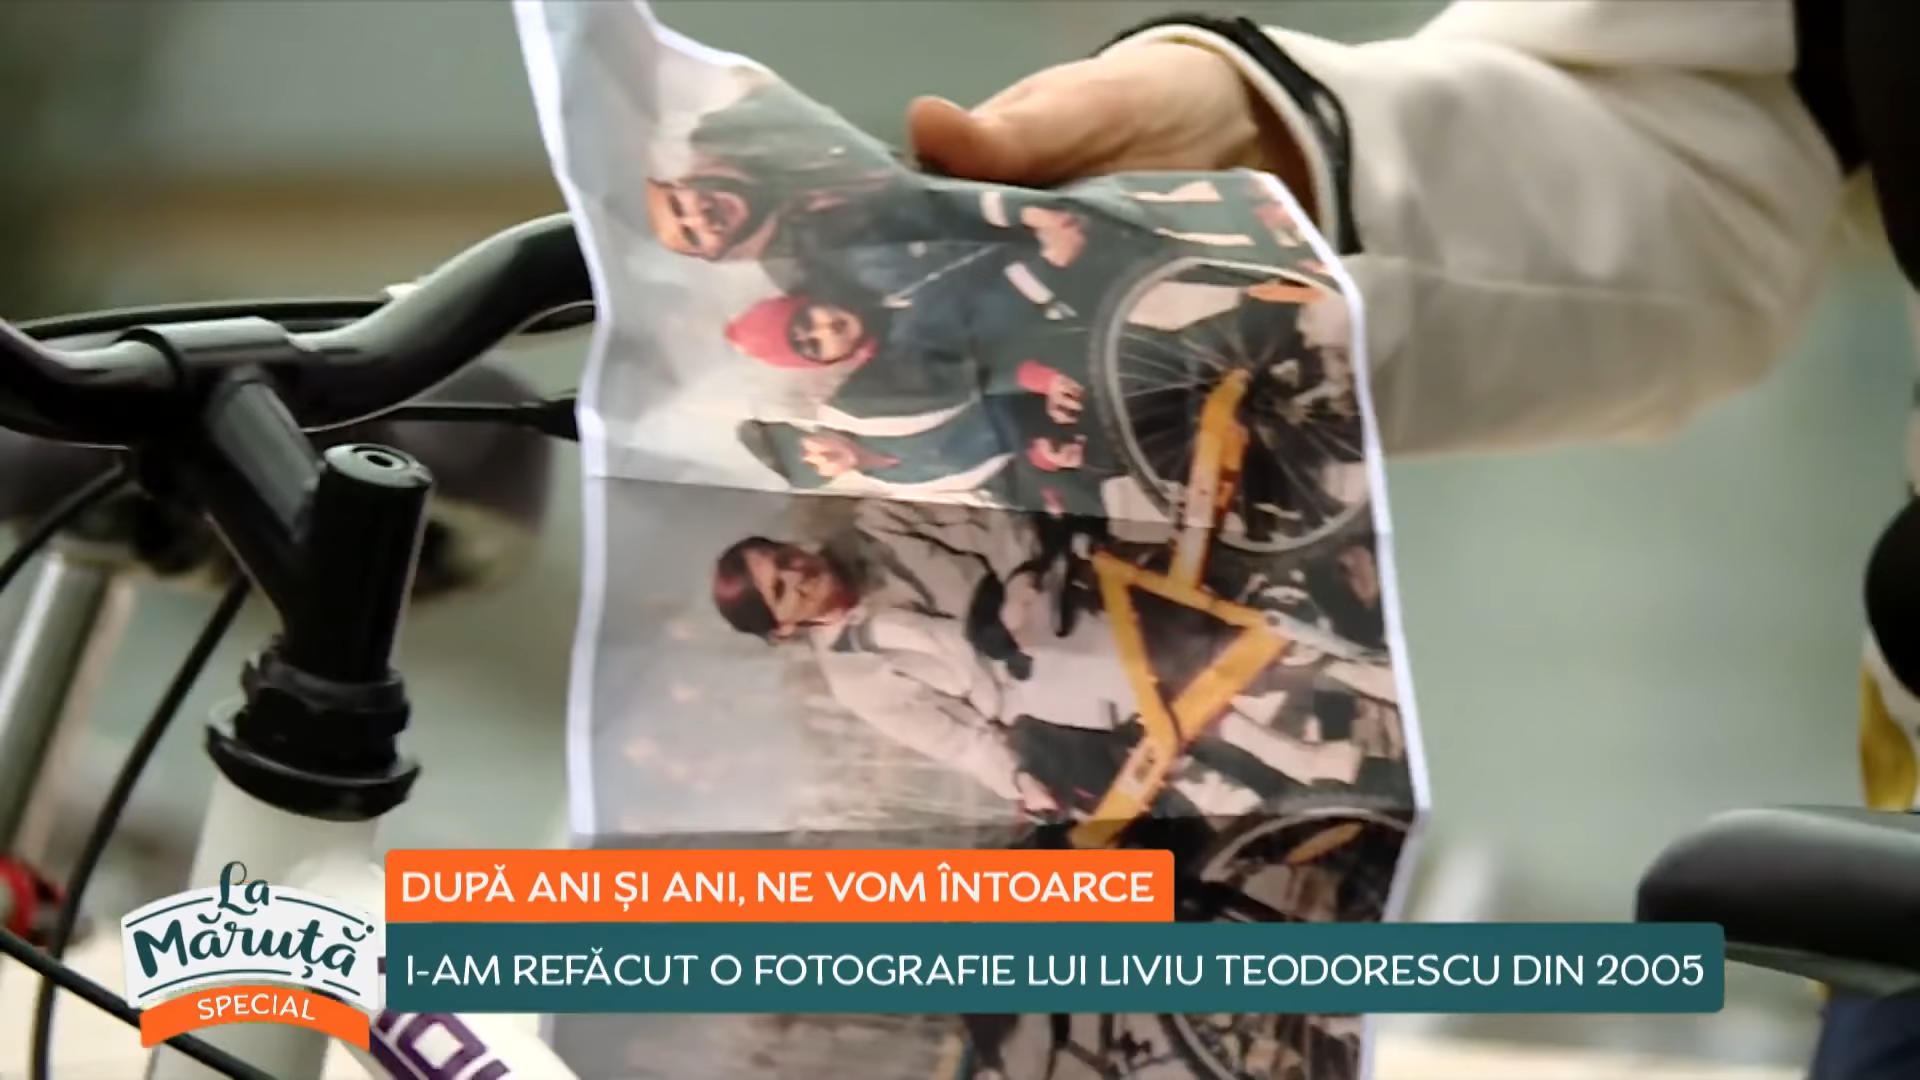 DUPĂ ANI ȘI ANI, NE VOM ÎNTOARCE
I-AM REFĂCUT O FOTOGRAFIE LUI LIVIU TEODORESCU DIN 2005
La
Măruță
SPECIAL